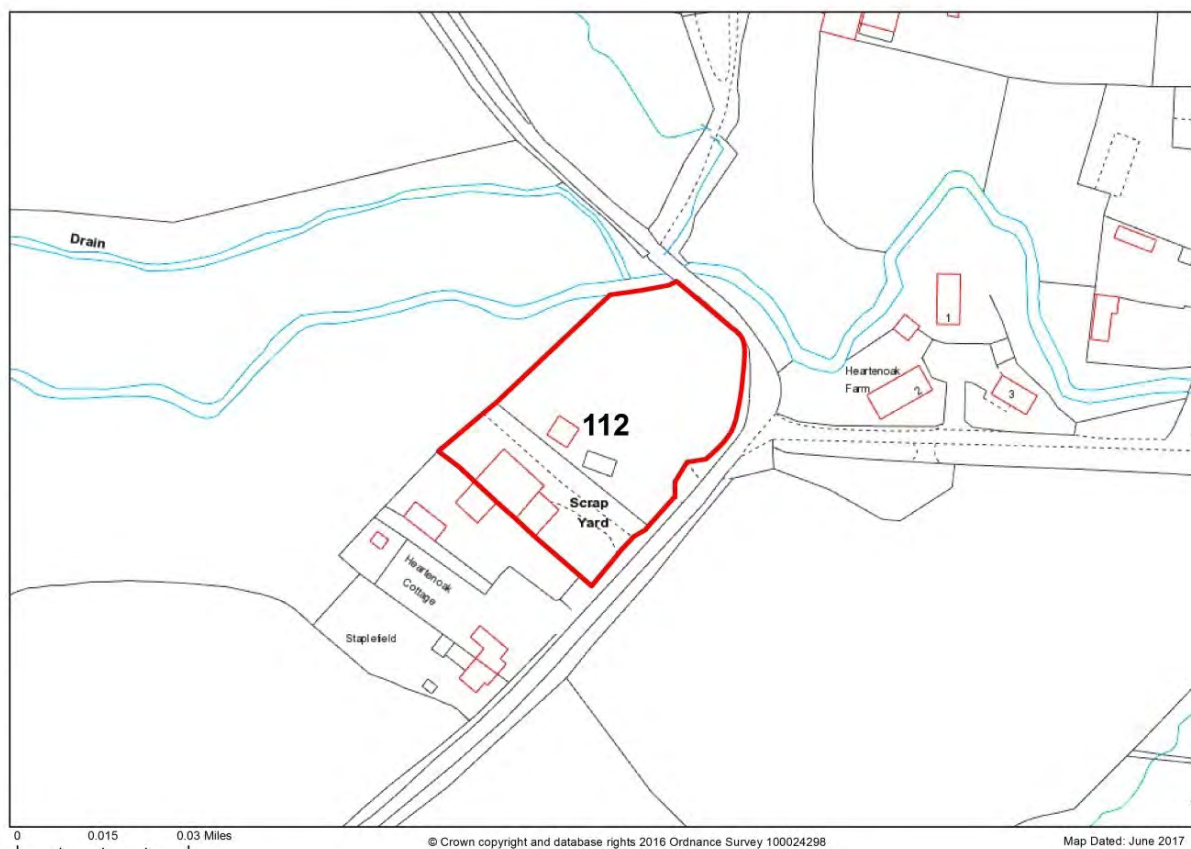 Drain
1
Heartenoak
Farm
2
3
112
Scrap
Yard
Heartenoak
Cottage
Staplefield
0 0.015 0.03 Miles
© Crown copyright and database rights 2016 Ordnance Survey 100024298
Map Dated: June 2017